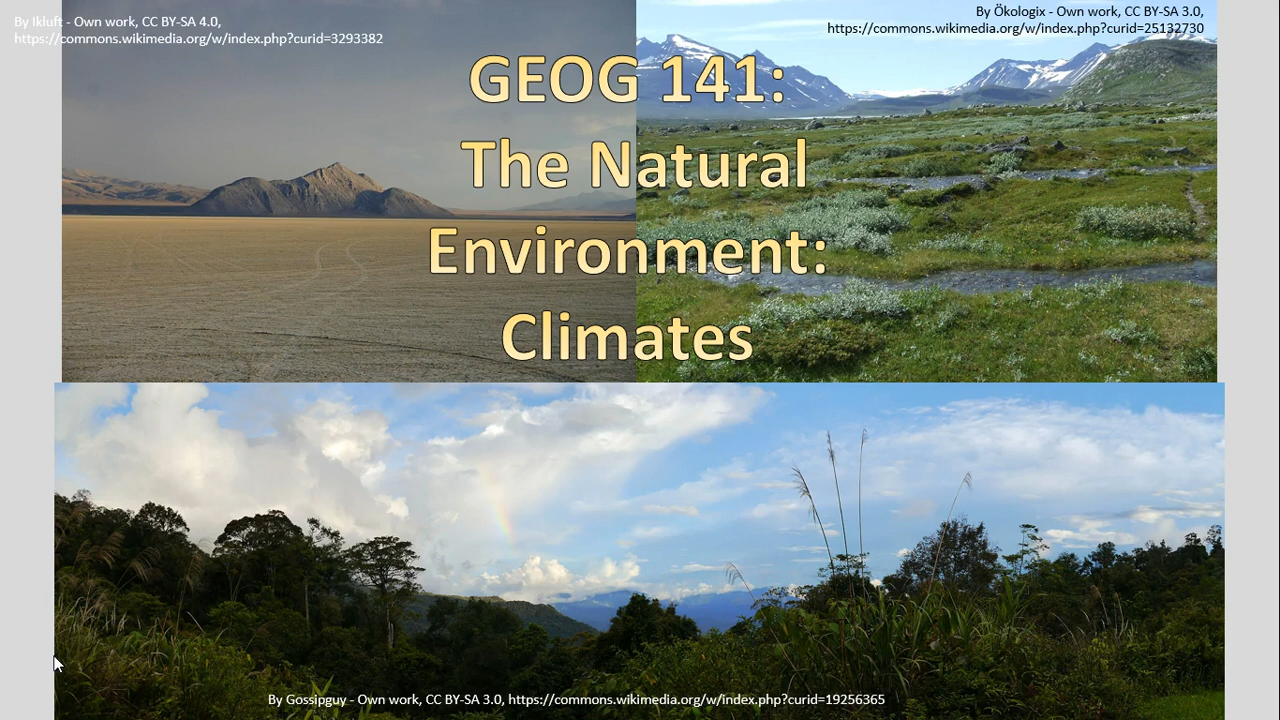 By Ikluft - Own work, CC BY-SA 4.0,
https://commons.wikimedia.org/w/index.php?curid=3293382
By Ökologix - Own work, CC BY-SA 3.0,
https://commons.wikimedia.org/w/index.php?curid=25132730
GEOG 141:
The Natural
Environment:
Climates
By Gossipguy - Own work, CC BY-SA 3.0, https://commons.wikimedia.org/w/index.php?curid=19256365